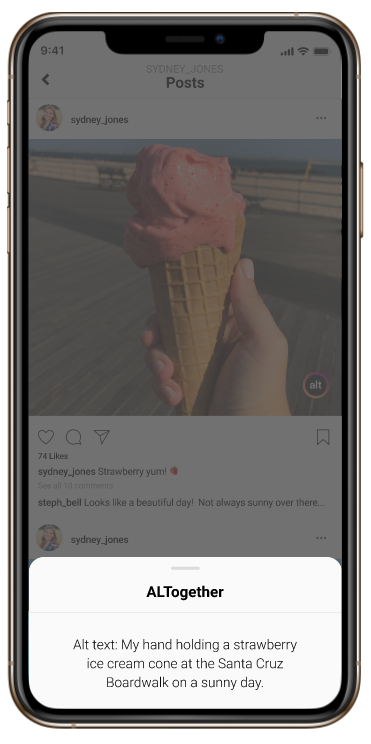 9:41
SYDNEY_JONES
Posts
sydney_jones
alt
74 Likes
sydney_jones Strawberry yum!
See all 10 comments
steph_bell Looks like a beautiful day! Not always sunny over there...
sydney_jones
ALTogether
Alt text: My hand holding a strawberry
ice cream cone at the Santa Cruz
Boardwalk on a sunny day.